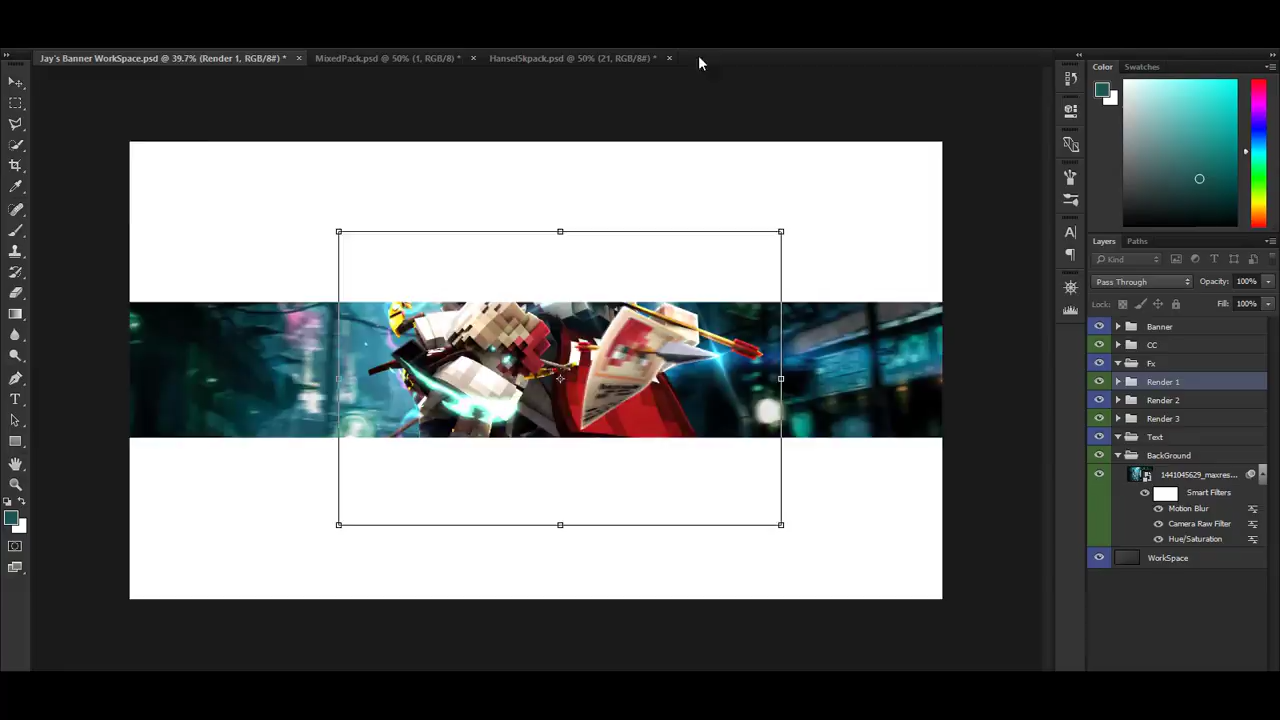 Jay's Banner WorkSpace.psd @ 39.7% (Render 1, RGB/8#) * × MixedPack.psd @ 50% (1, RGB/8) * × Hansel5kpack.psd @ 50% (21, RGB/8#) * ×
Color Swatches
Layers Paths
Kind
Pass Through Opacity: 100%
Lock: Fill: 100%
Banner
CC
Fx
Render 1
Render 2
Render 3
Text
BackGround
1441045629_maxres...
Smart Filters
Motion Blur
Camera Raw Filter
Hue/Saturation
WorkSpace